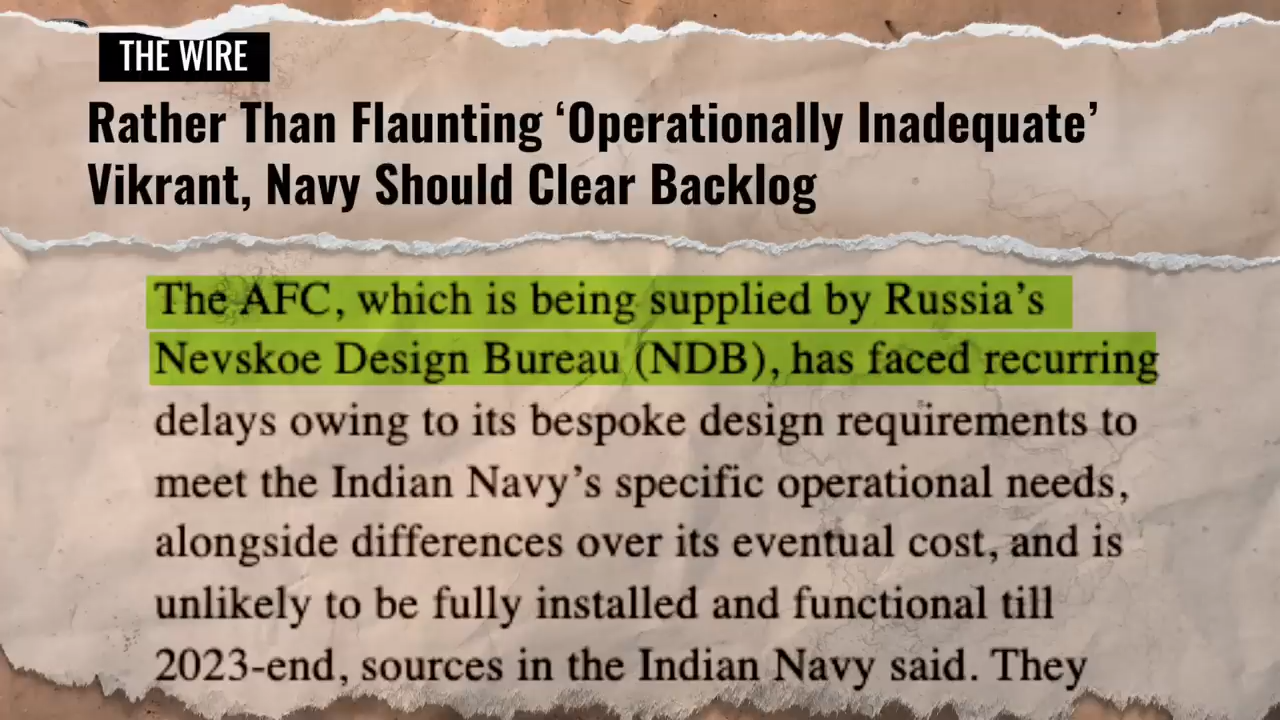 THE WIRE
Rather Than Flaunting ‘Operationally Inadequate’
Vikrant, Navy Should Clear Backlog
The AFC, which is being supplied by Russia’s
Nevskoe Design Bureau (NDB), has faced recurring
delays owing to its bespoke design requirements to
meet the Indian Navy’s specific operational needs,
alongside differences over its eventual cost, and is
unlikely to be fully installed and functional till
2023-end, sources in the Indian Navy said. They